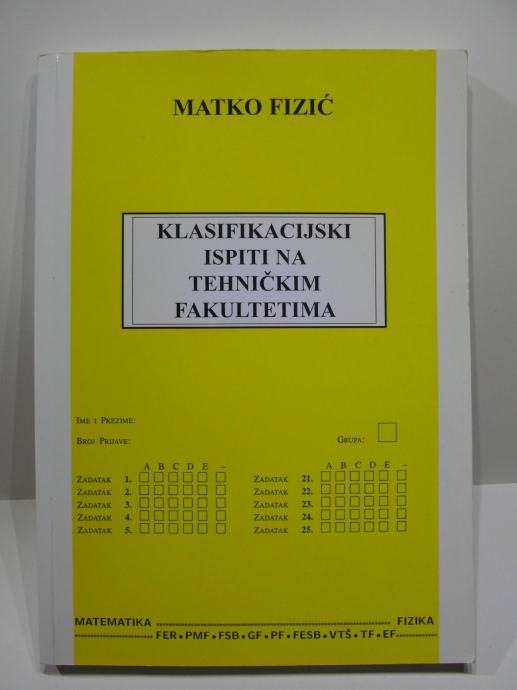 MATKO FIZIĆ
KLASIFIKACIJSKI
ISPITI NA
TEHNIČKIM
FAKULTETIMA
IME I PREZIME:
BROJ PRIJAVE:
GRUPA:
A B C D E –
ZADATAK 1.
ZADATAK 2.
ZADATAK 3.
ZADATAK 4.
ZADATAK 5.
A B C D E –
ZADATAK 21.
ZADATAK 22.
ZADATAK 23.
ZADATAK 24.
ZADATAK 25.
MATEMATIKA FIZIKA
FER•PMF•FSB•GF•PF•FESB•VTŠ•TF•EF